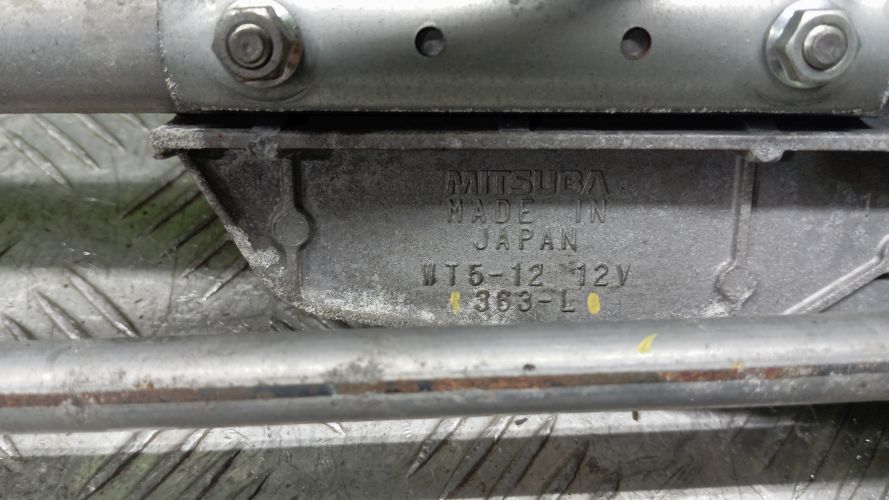 MITSUBA
MADE IN
JAPAN
WT5-12 12V
363-L